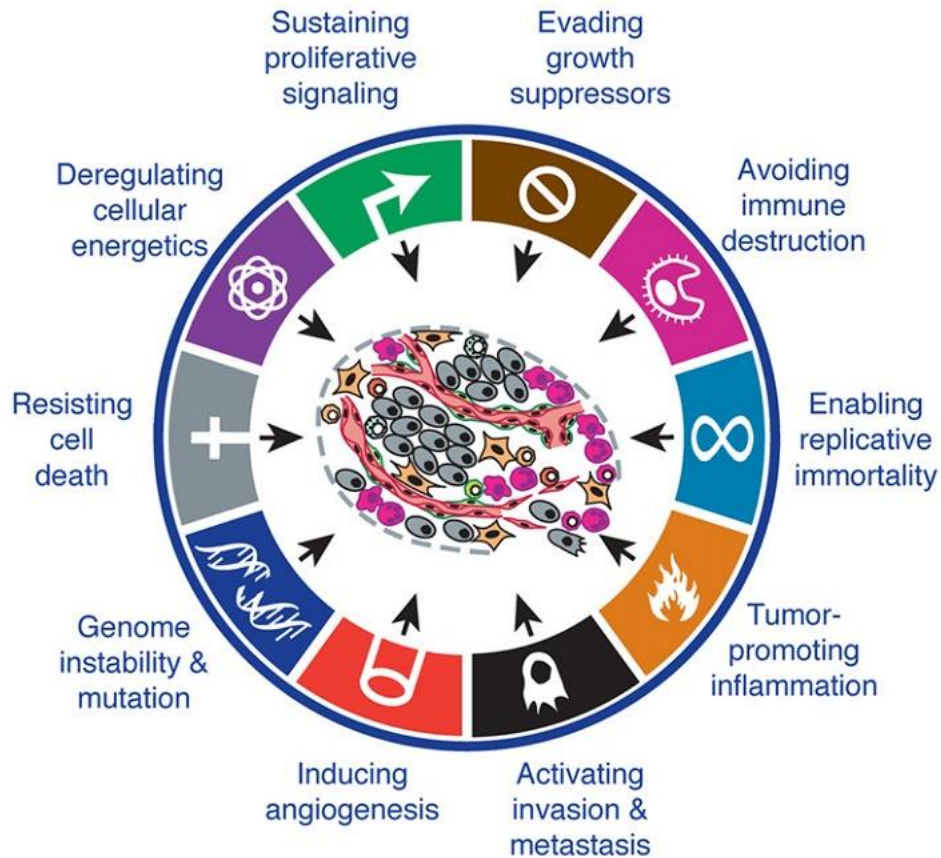 Sustaining
proliferative
signaling
Evading
growth
suppressors
Avoiding
immune
destruction
Enabling
replicative
immortality
Tumor-
promoting
inflammation
Activating
invasion &
metastasis
Inducing
angiogenesis
Genome
instability &
mutation
Resisting
cell
death
Deregulating
cellular
energetics